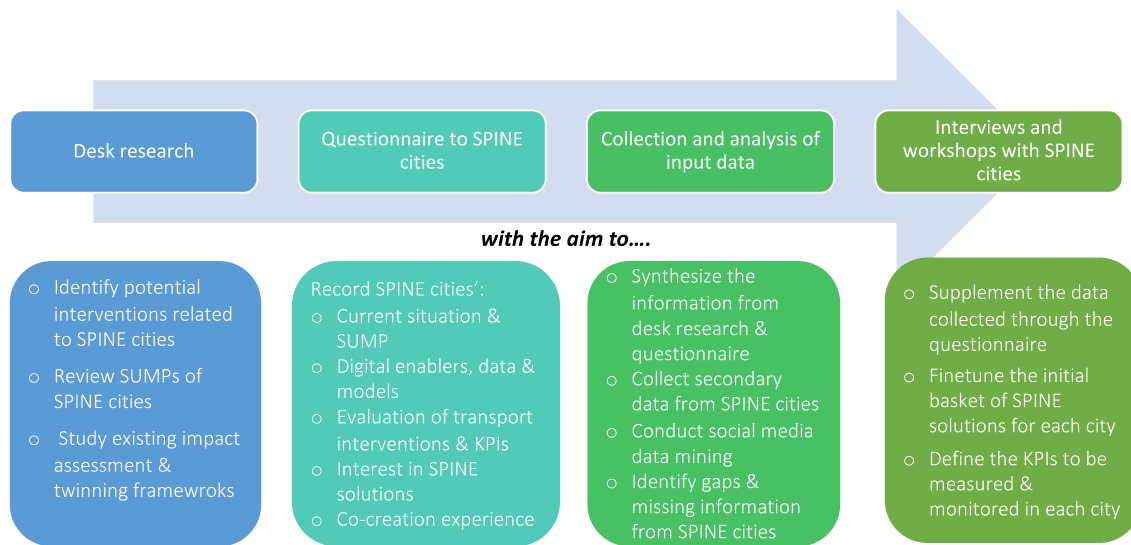 Desk research
Questionnaire to SPINE
cities
Collection and analysis of
input data
Interviews and
workshops with SPINE
cities
with the aim to….
o Identify potential
interventions related
to SPINE cities
o Review SUMPs of
SPINE cities
o Study existing impact
assessment &
twinning framewroks
Record SPINE cities’:
o Current situation &
SUMP
o Digital enablers, data &
models
o Evaluation of transport
interventions & KPIs
o Interest in SPINE
solutions
o Co-creation experience
o Synthesize the
information from
desk research &
questionnaire
o Collect secondary
data from SPINE cities
o Conduct social media
data mining
o Identify gaps &
missing information
from SPINE cities
o Supplement the data
collected through the
questionnaire
o Finetune the initial
basket of SPINE
solutions for each city
o Define the KPIs to be
measured &
monitored in each city